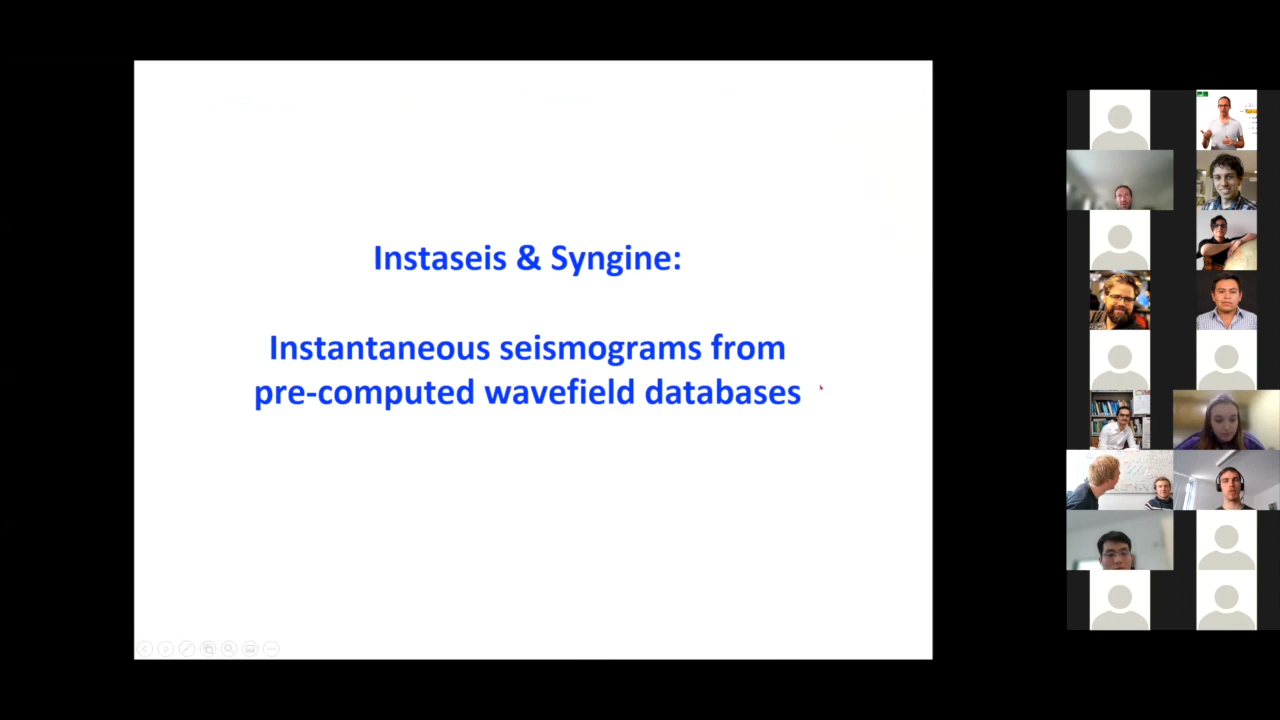 Instaseis & Syngine:
Instantaneous seismograms from
pre-computed wavefield databases